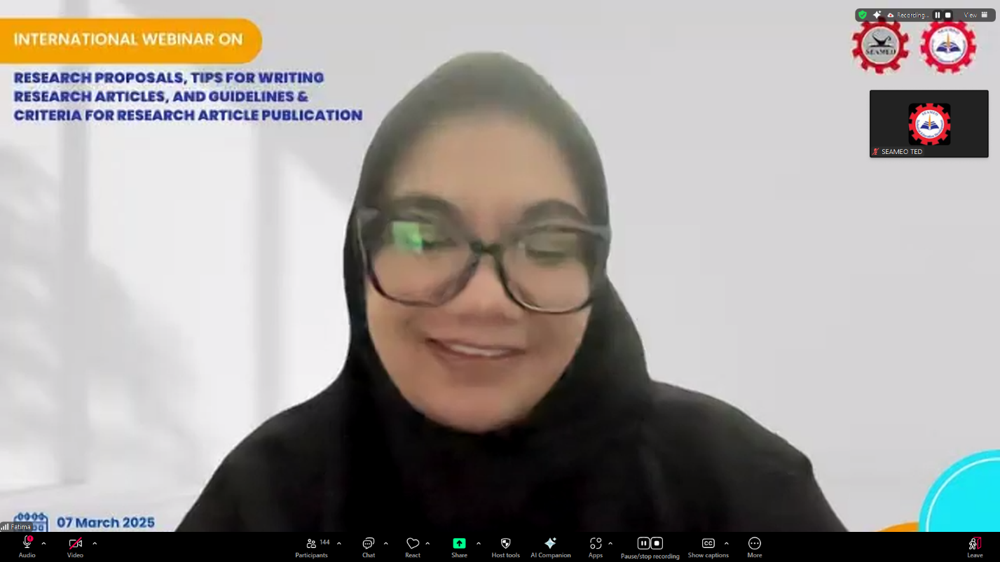 Recording...
View
INTERNATIONAL WEBINAR ON
RESEARCH PROPOSALS, TIPS FOR WRITING
RESEARCH ARTICLES, AND GUIDELINES &
CRITERIA FOR RESEARCH ARTICLE PUBLICATION
SEAMEO
SEAMEO
SEAMEO TED
07 March 2025
Fatima
Audio
Video
Participants
144
Chat
React
Share
Host tools
AI Companion
Apps
Pause/stop recording
CC
Show captions
More
Leave